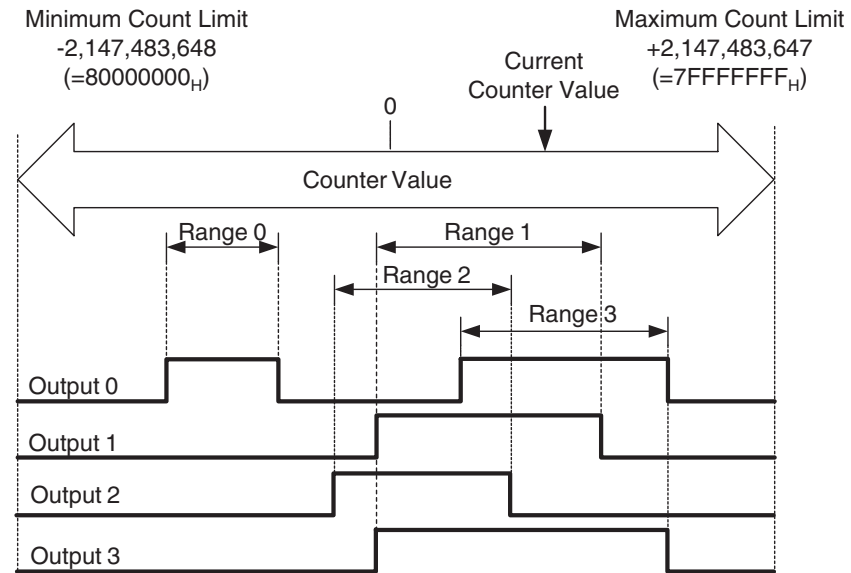 Minimum Count Limit
-2,147,483,648
(=80000000H)
Maximum Count Limit
+2,147,483,647
(=7FFFFFFFH)
Current
Counter Value
0
Counter Value
Range 0
Range 1
Range 2
Range 3
Output 0
Output 1
Output 2
Output 3